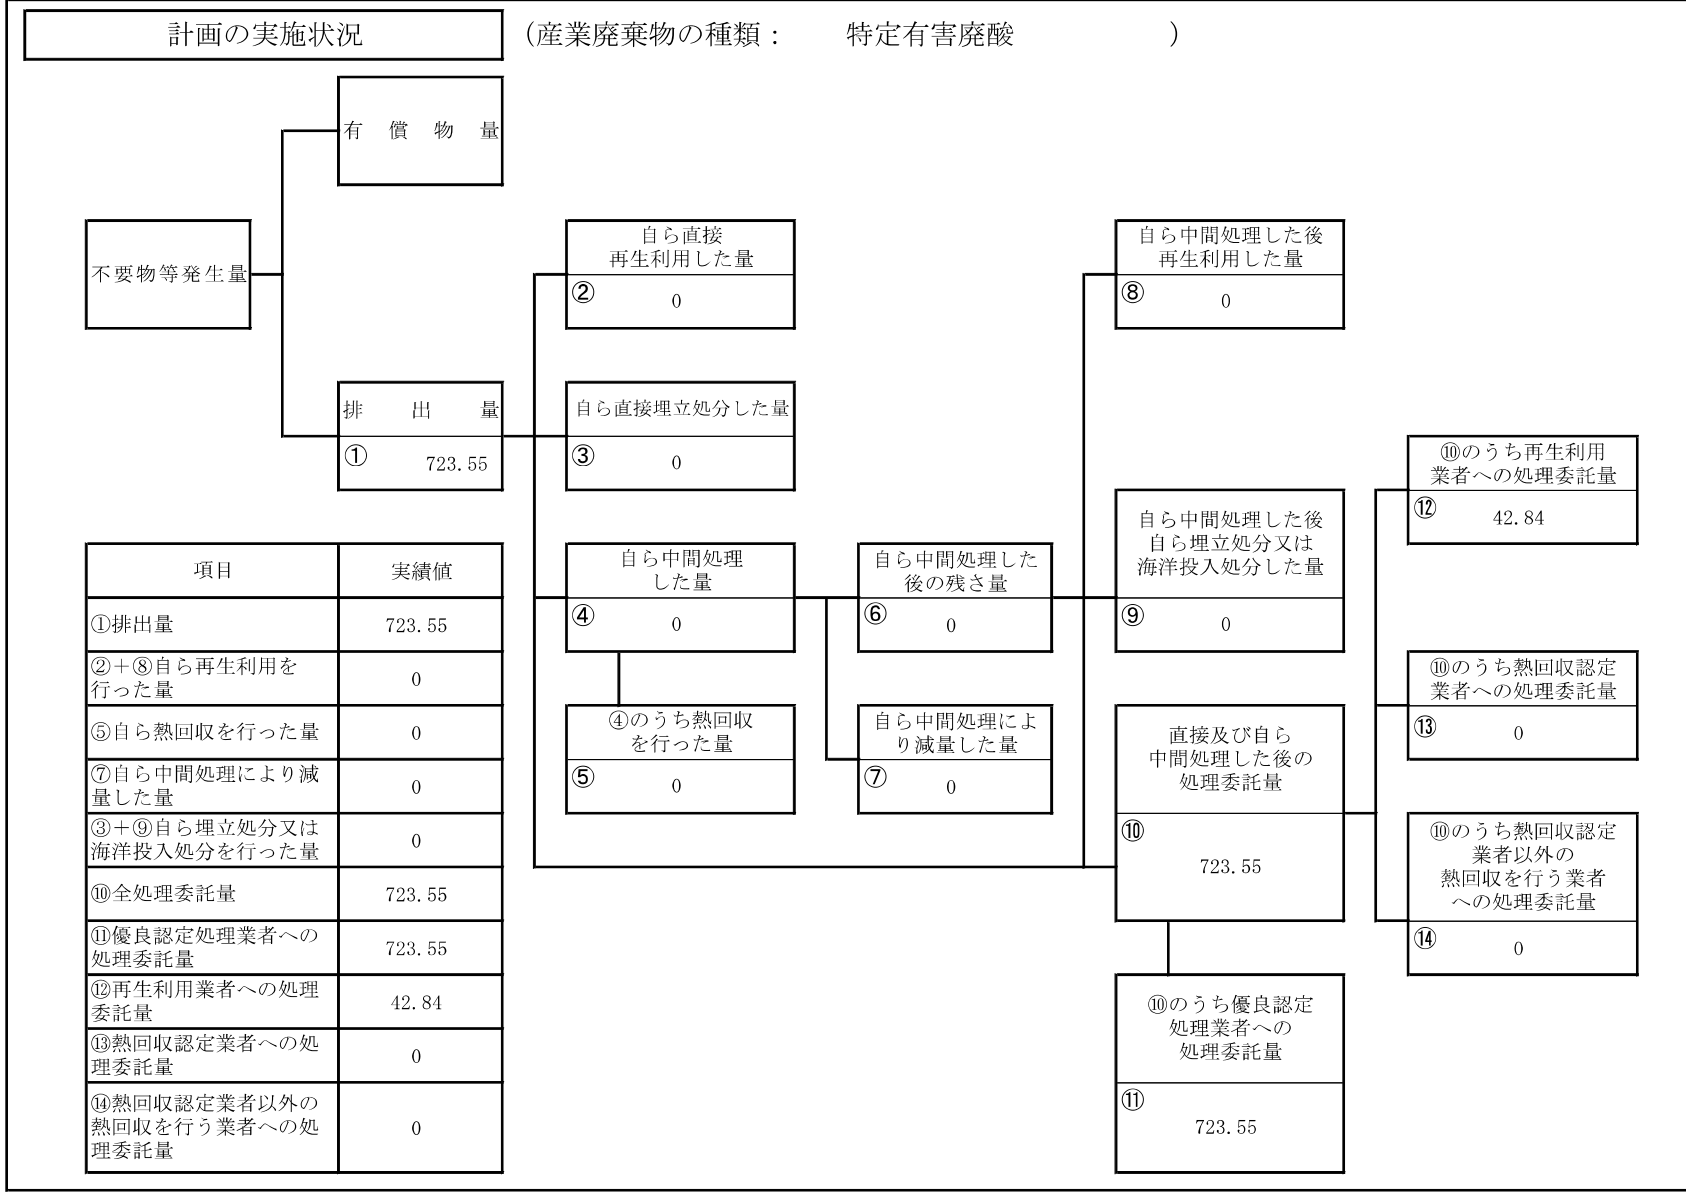 計画の実施状況
（産業廃棄物の種類：　　特定有害廃酸　　　　　　）
有　償　物　量
不要物等発生量
自ら直接
再生利用した量
② 0
自ら中間処理した後
再生利用した量
⑧ 0
排　出　量
① 723.55
自ら直接埋立処分した量
③ 0
⑩のうち再生利用
業者への処理委託量
⑫ 42.84
自ら中間処理
した量
④ 0
自ら中間処理した
後の残さ量
⑥ 0
自ら中間処理した後
自ら埋立処分又は
海洋投入処分した量
⑨ 0
⑩のうち熱回収認定
業者への処理委託量
⑬ 0
④のうち熱回収
を行った量
⑤ 0
自ら中間処理によ
り減量した量
⑦ 0
直接及び自ら
中間処理した後の
処理委託量
⑩ 723.55
⑩のうち熱回収認定
業者以外の
熱回収を行う業者
への処理委託量
⑭ 0
⑩のうち優良認定
処理業者への
処理委託量
⑪ 723.55
項目 実績値
①排出量 723.55
②＋⑧自ら再生利用を
行った量 0
⑤自ら熱回収を行った量 0
⑦自ら中間処理により減
量した量 0
③＋⑨自ら埋立処分又は
海洋投入処分を行った量 0
⑩全処理委託量 723.55
⑪優良認定処理業者への
処理委託量 723.55
⑫再生利用業者への処理
委託量 42.84
⑬熱回収認定業者への処
理委託量 0
⑭熱回収認定業者以外の
熱回収を行う業者への処
理委託量 0